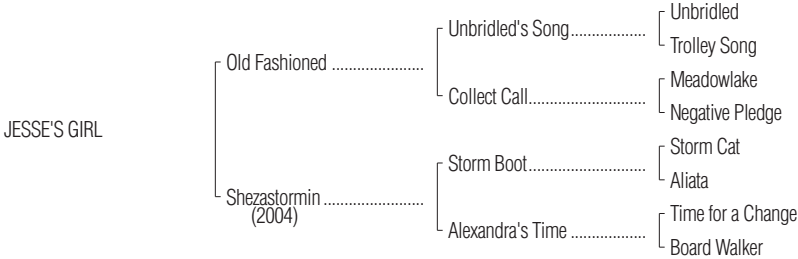 Unbridled
Unbridled's Song..................
Trolley Song
Old Fashioned ......................
Meadowlake
Collect Call............................
Negative Pledge
JESSE'S GIRL
Storm Cat
Storm Boot............................
Aliata
Shezastormin ........................
(2004)
Time for a Change
Alexandra's Time ..................
Board Walker